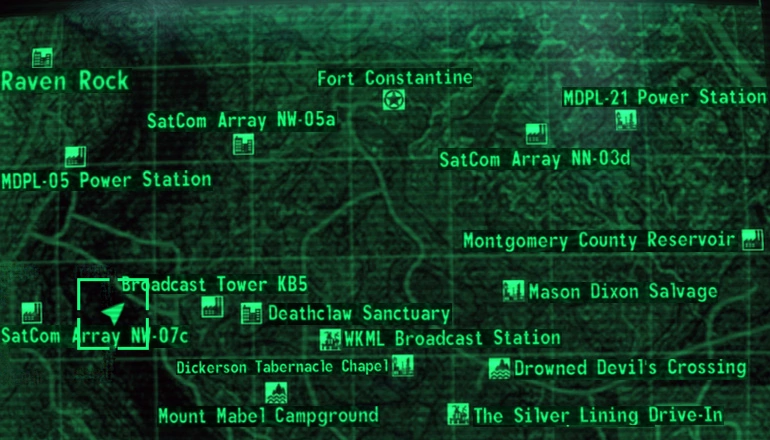 Raven Rock
Fort Constantine
MDPL-21 Power Station
SatCom Array NW-05a
SatCom Array NN-03d
MDPL-05 Power Station
Montgomery County Reservoir
Broadcast Tower KB5
Mason Dixon Salvage
Deathclaw Sanctuary
SatCom Array NW-07c
WKML Broadcast Station
Dickerson Tabernacle Chapel
Drowned Devil's Crossing
Mount Mabel Campground
The Silver Lining Drive-In